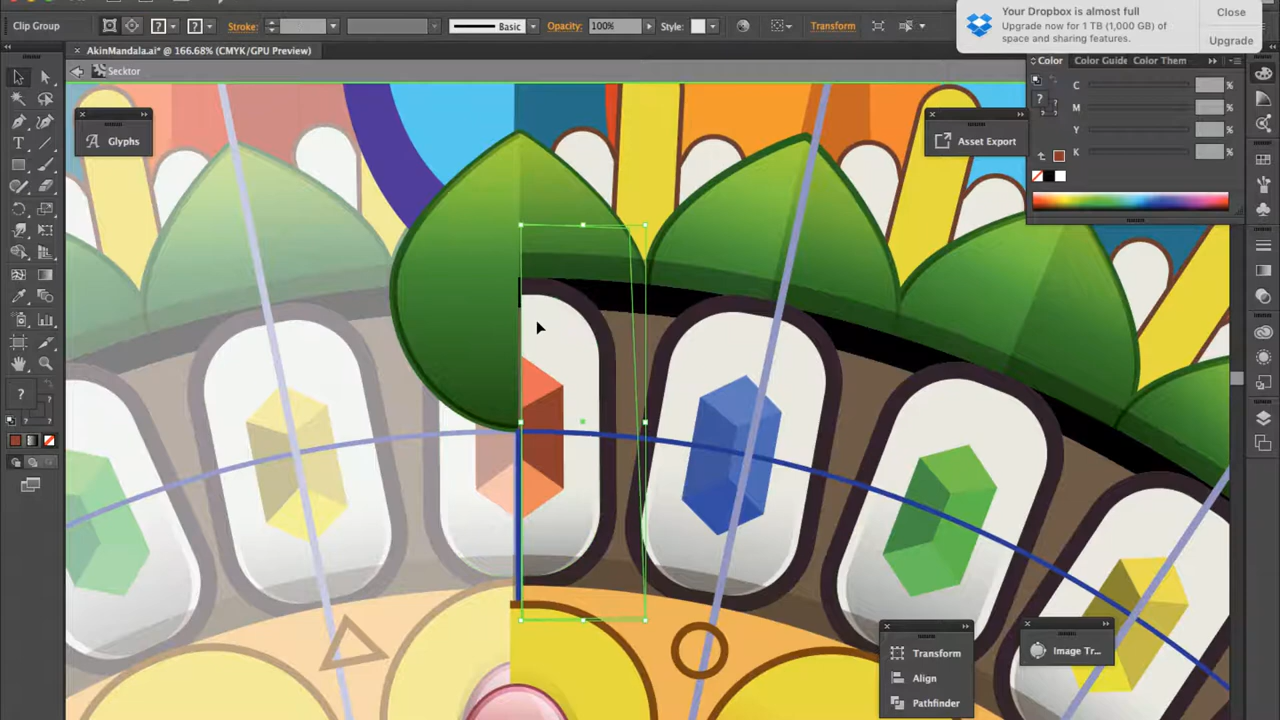 Clip Group
?
?
Stroke:
Basic
Opacity:
100%
Style:
Transform
Your Dropbox is almost full
Upgrade now for 1 TB (1,000 GB) of
space and sharing features.
Close
Upgrade
× AkinMandala.ai* @ 166.68% (CMYK/GPU Preview)
Secktor
Color
Color Guide
Color Them
C %
M %
Y %
K %
?
Glyphs
Asset Export
?
Transform
Align
Pathfinder
Image Tr...